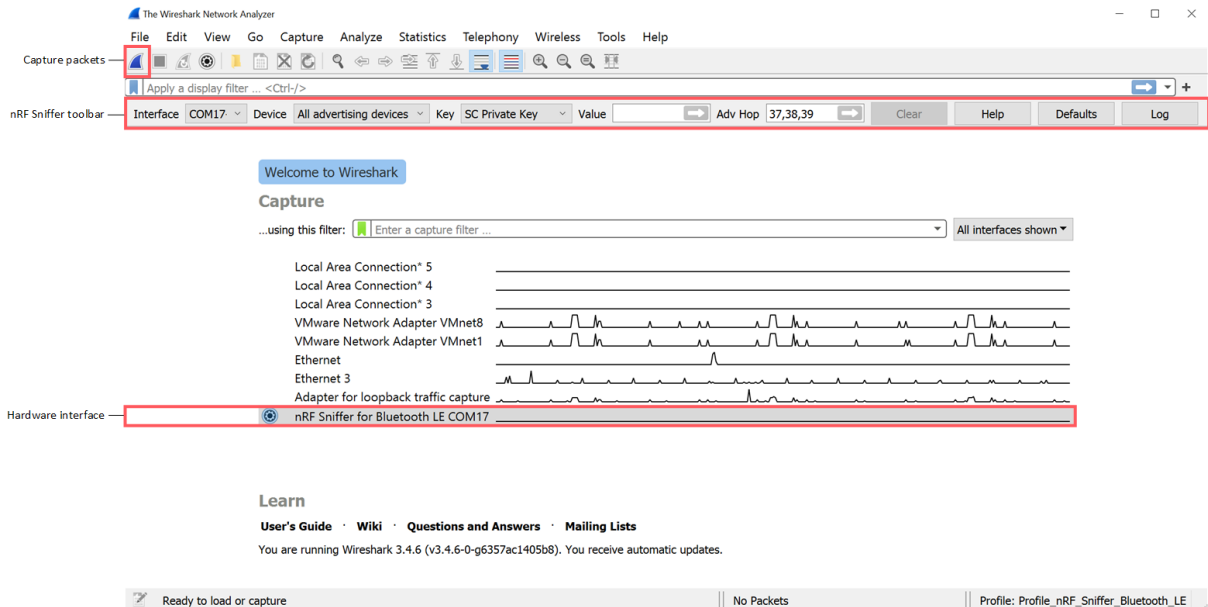 The Wireshark Network Analyzer
File Edit View Go Capture Analyze Statistics Telephony Wireless Tools Help
Capture packets
Apply a display filter ... <Ctrl-/>
nRF Sniffer toolbar
Interface COM17- Device All advertising devices Key SC Private Key Value Adv Hop 37,38,39 Clear Help Defaults Log
Welcome to Wireshark
Capture
...using this filter: Enter a capture filter ... All interfaces shown
Local Area Connection* 5
Local Area Connection* 4
Local Area Connection* 3
VMware Network Adapter VMnet8
VMware Network Adapter VMnet1
Ethernet
Ethernet 3
Adapter for loopback traffic capture
Hardware interface
nRF Sniffer for Bluetooth LE COM17
Learn
User's Guide · Wiki · Questions and Answers · Mailing Lists
You are running Wireshark 3.4.6 (v3.4.6-0-g6357ac1405b8). You receive automatic updates.
Ready to load or capture No Packets Profile: Profile_nRF_Sniffer_Bluetooth_LE